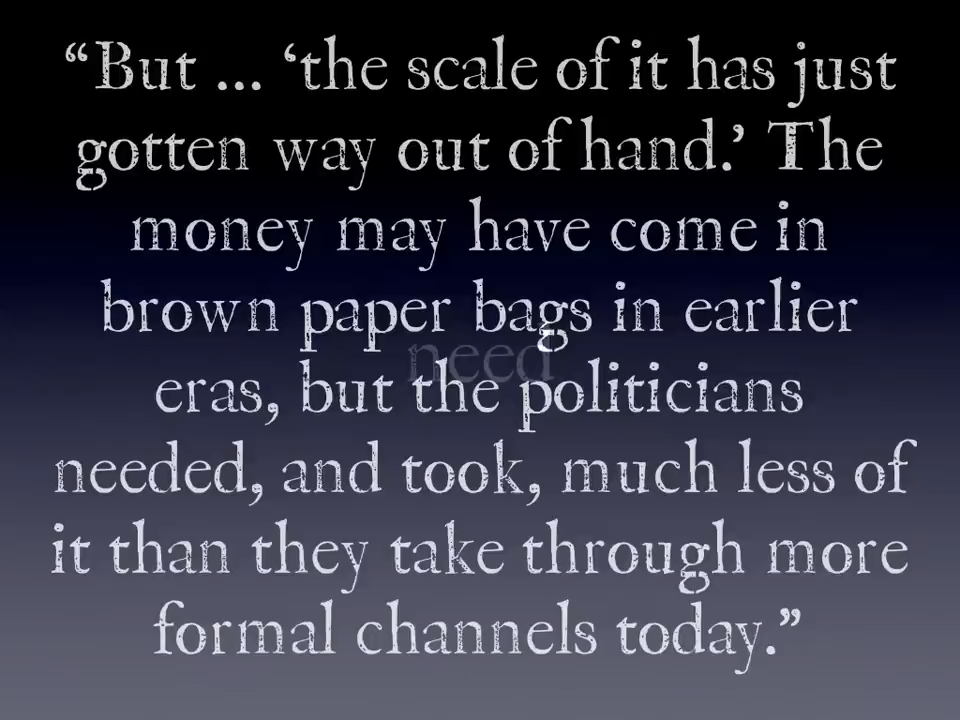 “But ... ‘the scale of it has just
gotten way out of hand.’ The
money may have come in
brown paper bags in earlier
need
eras, but the politicians
needed, and took, much less of
it than they take through more
formal channels today.”